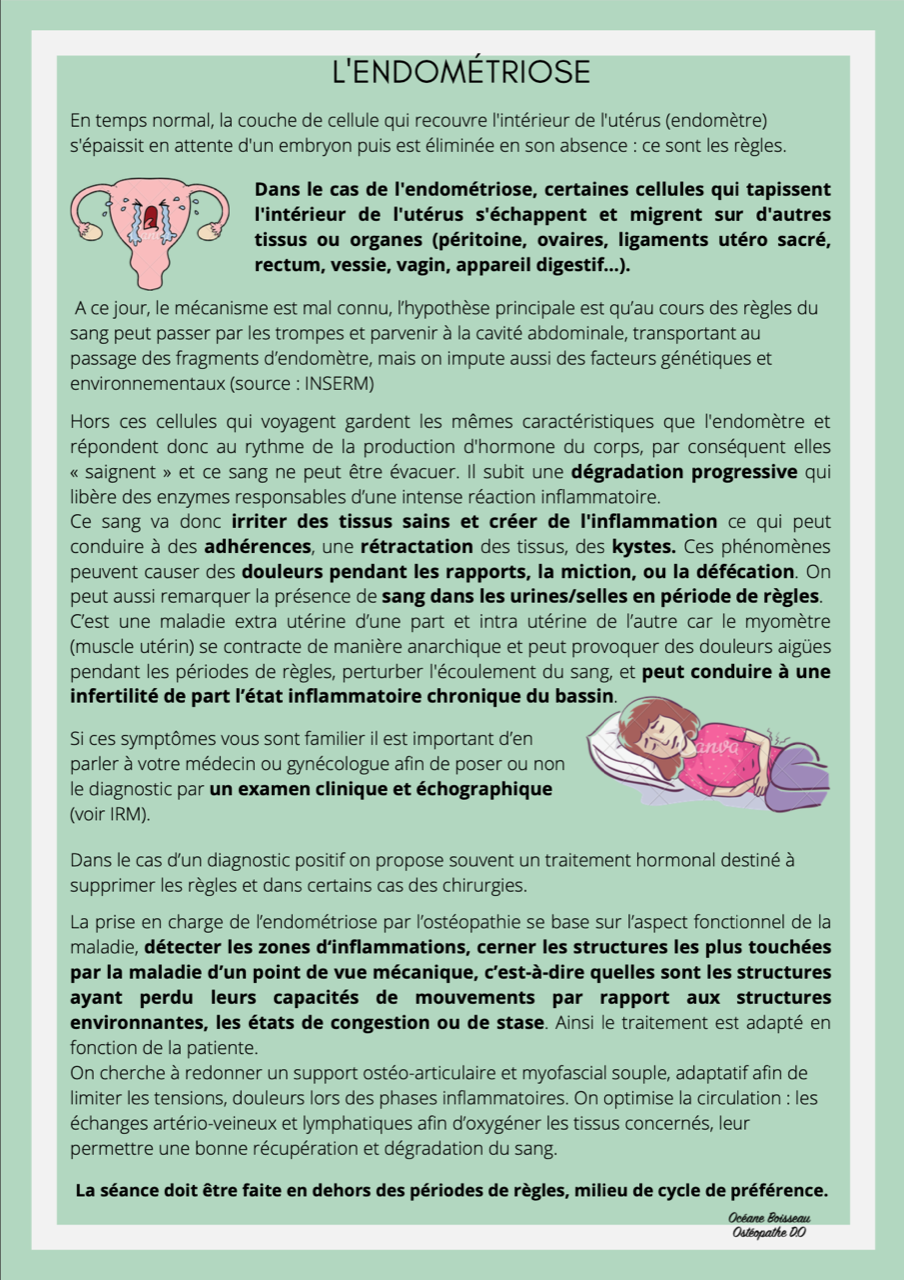 L'ENDOMÉTRIOSE
En temps normal, la couche de cellule qui recouvre l'intérieur de l'utérus (endomètre)
s'épaissit en attente d'un embryon puis est éliminée en son absence : ce sont les règles.
Dans le cas de l'endométriose, certaines cellules qui tapissent
l'intérieur de l'utérus s'échappent et migrent sur d'autres
tissus ou organes (péritoine, ovaires, ligaments utéro sacré,
rectum, vessie, vagin, appareil digestif...).
A ce jour, le mécanisme est mal connu, l’hypothèse principale est qu’au cours des règles du
sang peut passer par les trompes et parvenir à la cavité abdominale, transportant au
passage des fragments d’endomètre, mais on impute aussi des facteurs génétiques et
environnementaux (source : INSERM)
Hors ces cellules qui voyagent gardent les mêmes caractéristiques que l'endomètre et
répondent donc au rythme de la production d'hormone du corps, par conséquent elles
« saignent » et ce sang ne peut être évacuer. Il subit une dégradation progressive qui
libère des enzymes responsables d’une intense réaction inflammatoire.
Ce sang va donc irriter des tissus sains et créer de l'inflammation ce qui peut
conduire à des adhérences, une rétractation des tissus, des kystes. Ces phénomènes
peuvent causer des douleurs pendant les rapports, la miction, ou la défécation. On
peut aussi remarquer la présence de sang dans les urines/selles en période de règles.
C’est une maladie extra utérine d’une part et intra utérine de l’autre car le myomètre
(muscle utérin) se contracte de manière anarchique et peut provoquer des douleurs aigües
pendant les périodes de règles, perturber l'écoulement du sang, et peut conduire à une
infertilité de part l’état inflammatoire chronique du bassin.
Si ces symptômes vous sont familier il est important d’en
parler à votre médecin ou gynécologue afin de poser ou non
le diagnostic par un examen clinique et échographique
(voir IRM).
Canva
Dans le cas d’un diagnostic positif on propose souvent un traitement hormonal destiné à
supprimer les règles et dans certains cas des chirurgies.
La prise en charge de l’endométriose par l’ostéopathie se base sur l’aspect fonctionnel de la
maladie, détecter les zones d’inflammations, cerner les structures les plus touchées
par la maladie d’un point de vue mécanique, c’est-à-dire quelles sont les structures
ayant perdu leurs capacités de mouvements par rapport aux structures
environnantes, les états de congestion ou de stase. Ainsi le traitement est adapté en
fonction de la patiente.
On cherche à redonner un support ostéo-articulaire et myofascial souple, adaptatif afin de
limiter les tensions, douleurs lors des phases inflammatoires. On optimise la circulation : les
échanges artério-veineux et lymphatiques afin d’oxygéner les tissus concernés, leur
permettre une bonne récupération et dégradation du sang.
La séance doit être faite en dehors des périodes de règles, milieu de cycle de préférence.
Océane Boisseau
Ostéopathe D.O